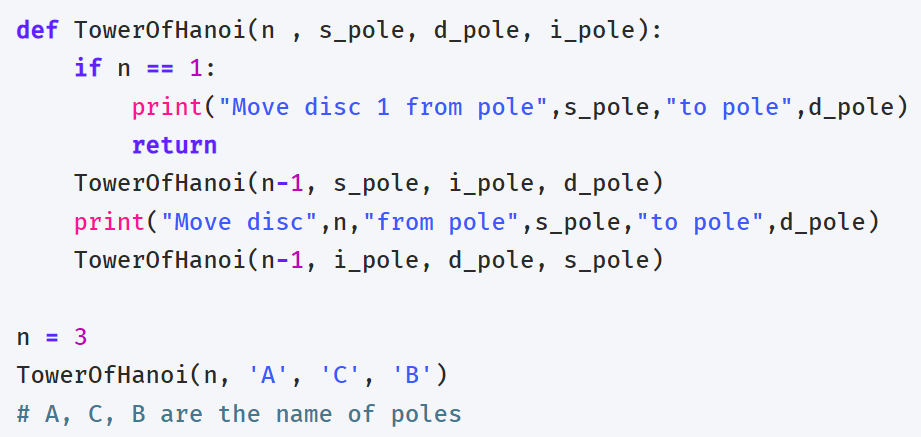 def TowerOfHanoi(n , s_pole, d_pole, i_pole):
    if n == 1:
        print("Move disc 1 from pole",s_pole,"to pole",d_pole)
        return
    TowerOfHanoi(n-1, s_pole, i_pole, d_pole)
    print("Move disc",n,"from pole",s_pole,"to pole",d_pole)
    TowerOfHanoi(n-1, i_pole, d_pole, s_pole)

n = 3
TowerOfHanoi(n, 'A', 'C', 'B')
# A, C, B are the name of poles